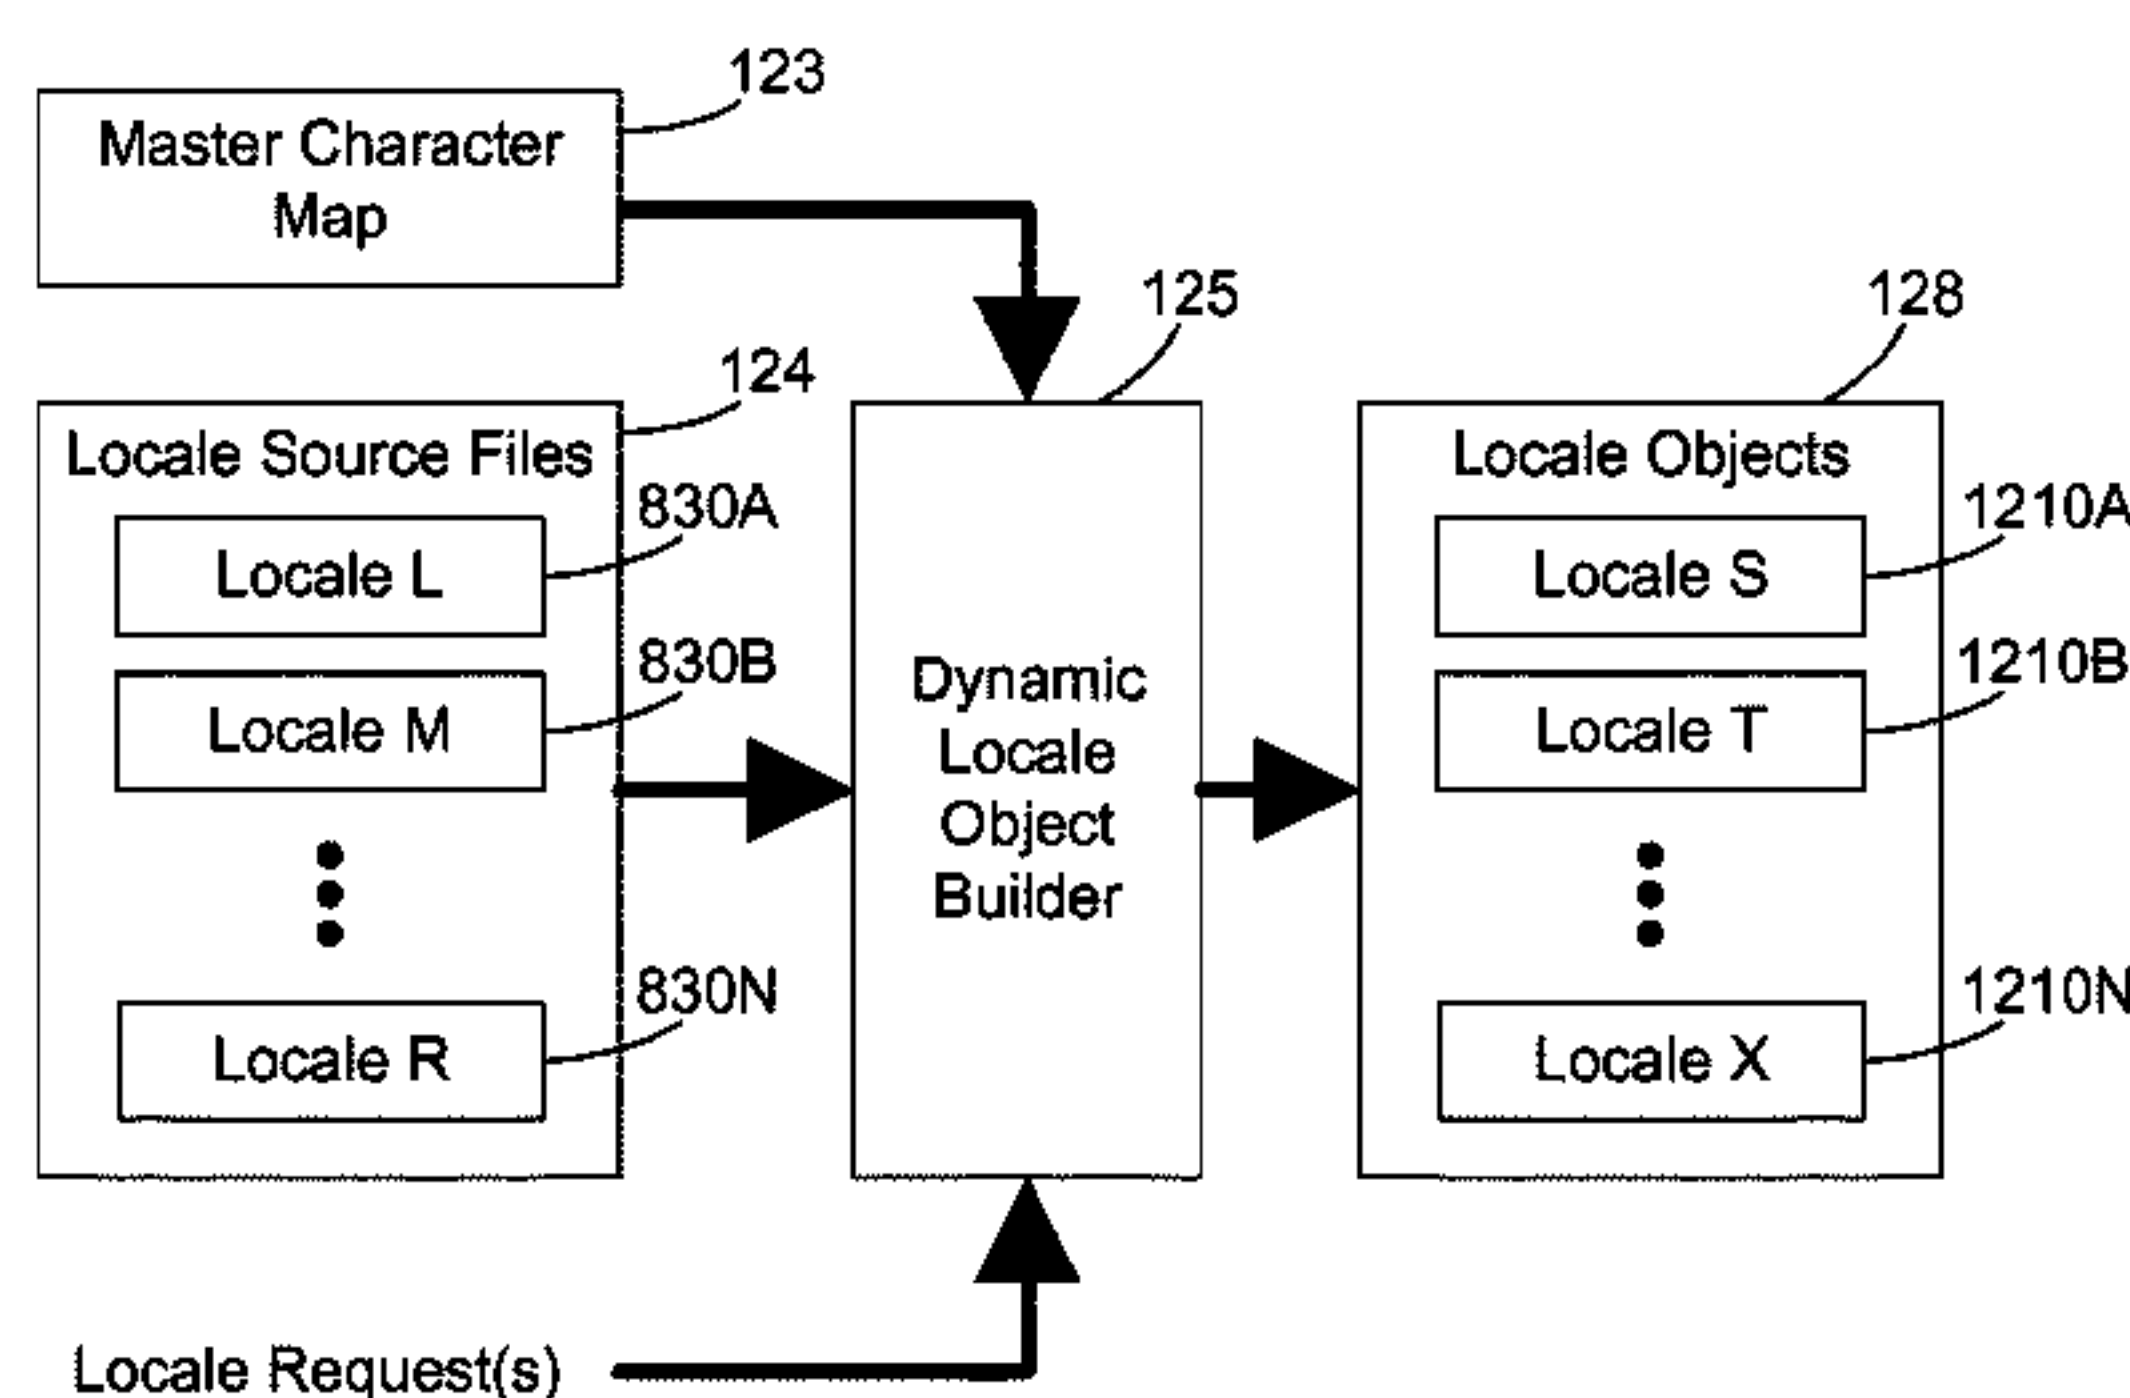 123
Master Character
Map
125
128
124
Locale Source Files
830A
Locale L
830B
Locale M
830N
Locale R
Dynamic
Locale
Object
Builder
Locale Objects
1210A
Locale S
1210B
Locale T
1210N
Locale X
Locale Request(s)